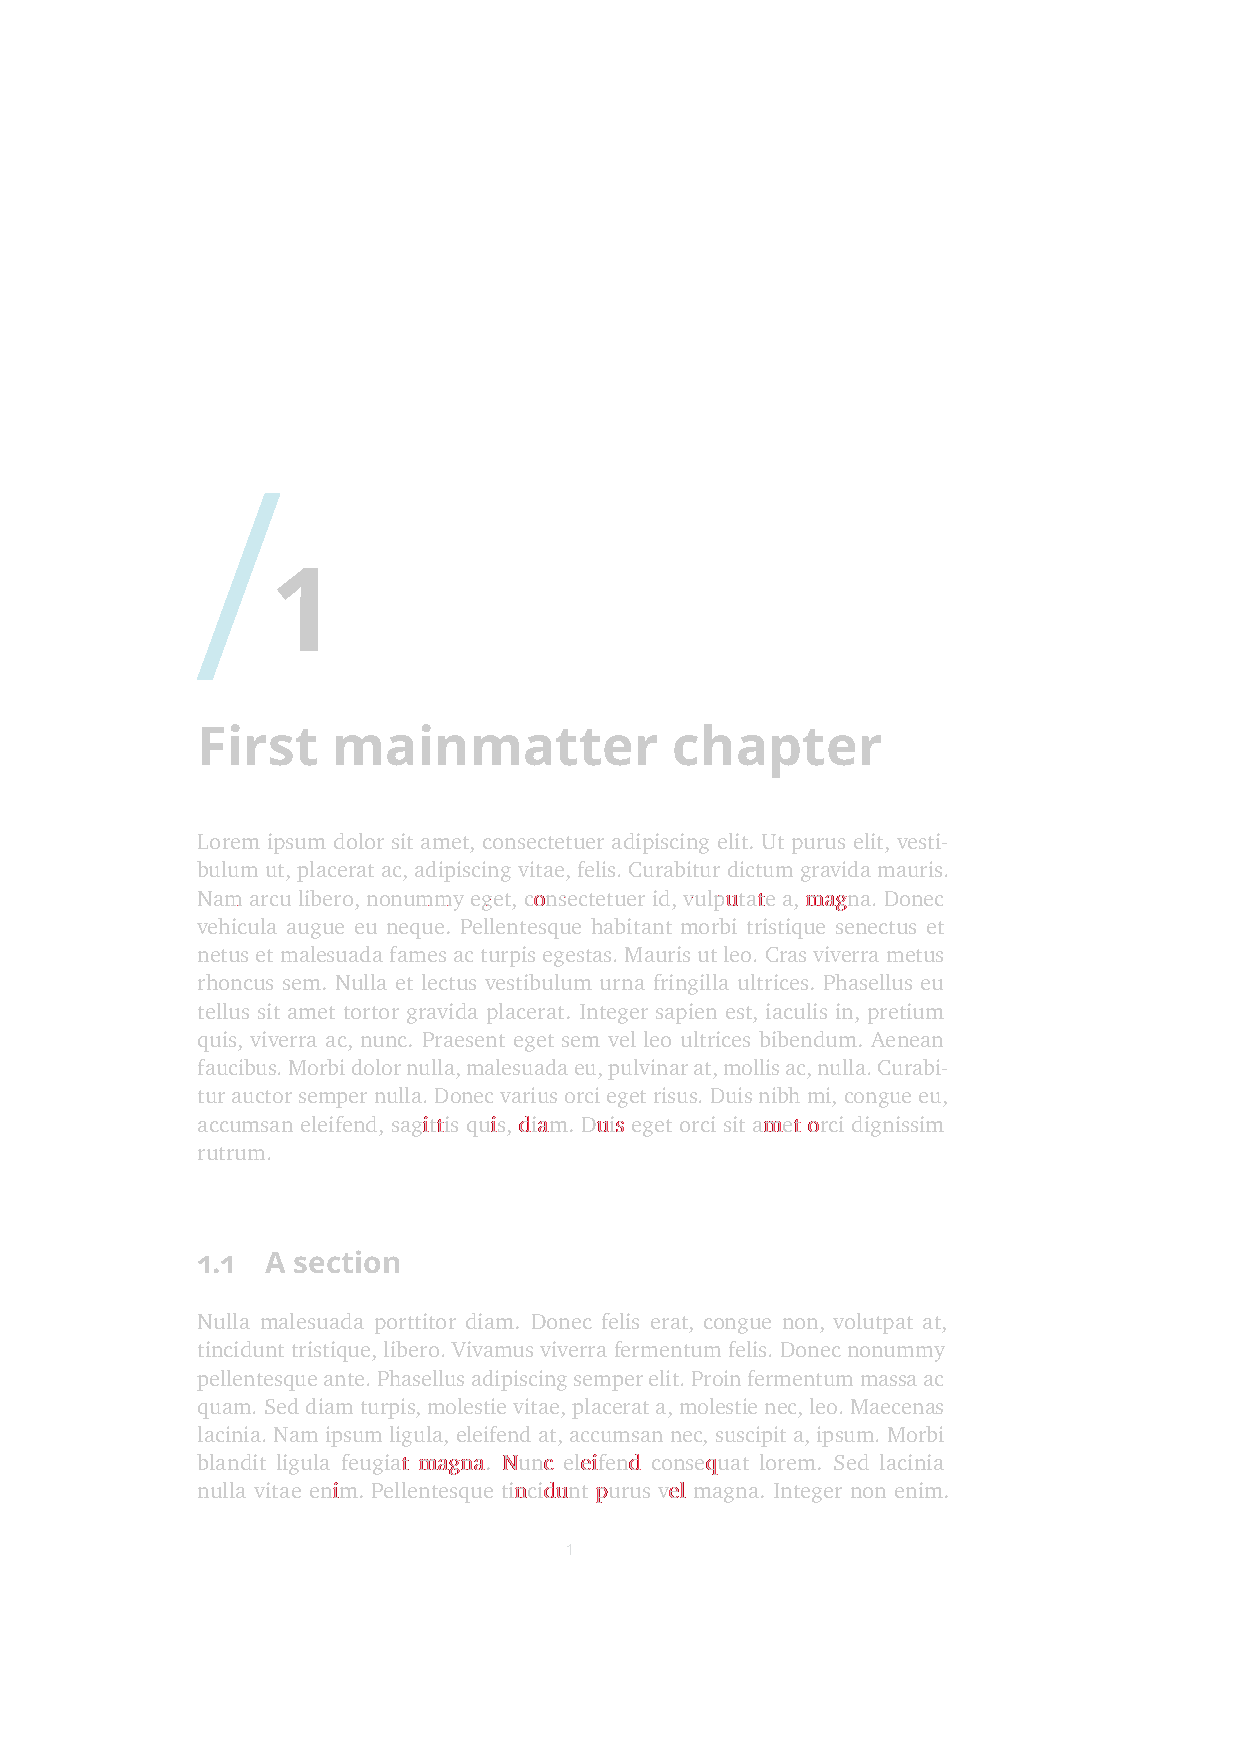 /1
First mainmatter chapter
Lorem ipsum dolor sit amet, consectetuer adipiscing elit. Ut purus elit, vesti-
bulum ut, placerat ac, adipiscing vitae, felis. Curabitur dictum gravida mauris.
Nam arcu libero, nonummy eget, consectetuer id, vulputate a, magna. Donec
vehicula augue eu neque. Pellentesque habitant morbi tristique senectus et
netus et malesuada fames ac turpis egestas. Mauris ut leo. Cras viverra metus
rhoncus sem. Nulla et lectus vestibulum urna fringilla ultrices. Phasellus eu
tellus sit amet tortor gravida placerat. Integer sapien est, iaculis in, pretium
quis, viverra ac, nunc. Praesent eget sem vel leo ultrices bibendum. Aenean
faucibus. Morbi dolor nulla, malesuada eu, pulvinar at, mollis ac, nulla. Curabi-
tur auctor semper nulla. Donec varius orci eget risus. Duis nibh mi, congue eu,
accumsan eleifend, sagittis quis, diam. Duis eget orci sit amet orci dignissim
rutrum.
1.1 A section
Nulla malesuada porttitor diam. Donec felis erat, congue non, volutpat at,
tincidunt tristique, libero. Vivamus viverra fermentum felis. Donec nonummy
pellentesque ante. Phasellus adipiscing semper elit. Proin fermentum massa ac
quam. Sed diam turpis, molestie vitae, placerat a, molestie nec, leo. Maecenas
lacinia. Nam ipsum ligula, eleifend at, accumsan nec, suscipit a, ipsum. Morbi
blandit ligula feugiat magna. Nunc eleifend consequat lorem. Sed lacinia
nulla vitae enim. Pellentesque tincidunt purus vel magna. Integer non enim.
1